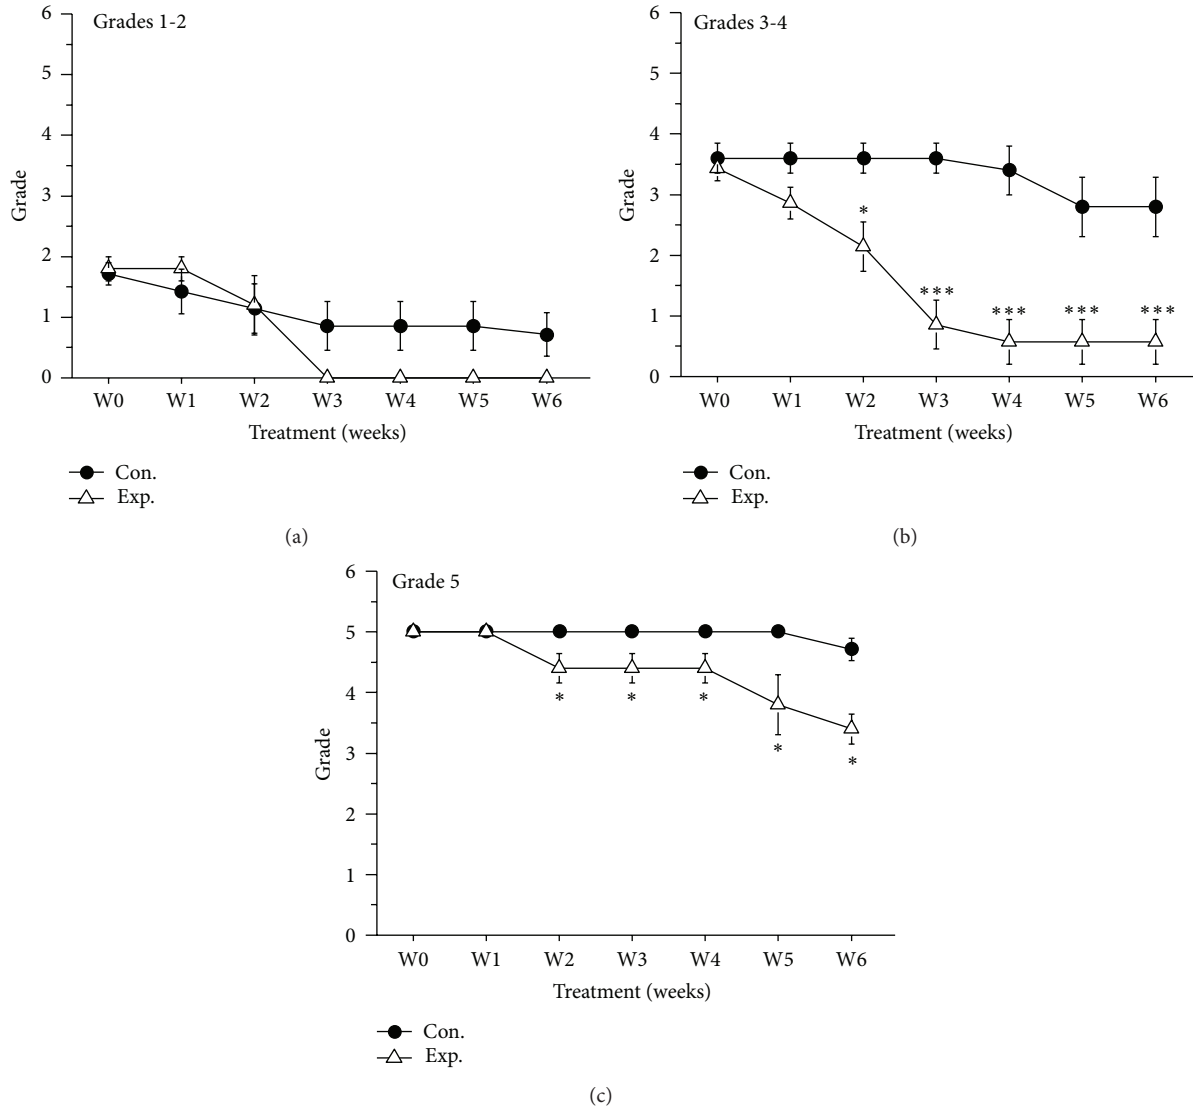 Grades 1-2
6
5
4
3
2
1
0
Grade
W0 W1 W2 W3 W4 W5 W6
Treatment (weeks)
Con.
Exp.
(a)
Grades 3-4
6
5
4
3
2
1
0
Grade
* *** *** *** ***
W0 W1 W2 W3 W4 W5 W6
Treatment (weeks)
Con.
Exp.
(b)
Grade 5
6
5
4
3
2
1
0
Grade
* * * * *
W0 W1 W2 W3 W4 W5 W6
Treatment (weeks)
Con.
Exp.
(c)